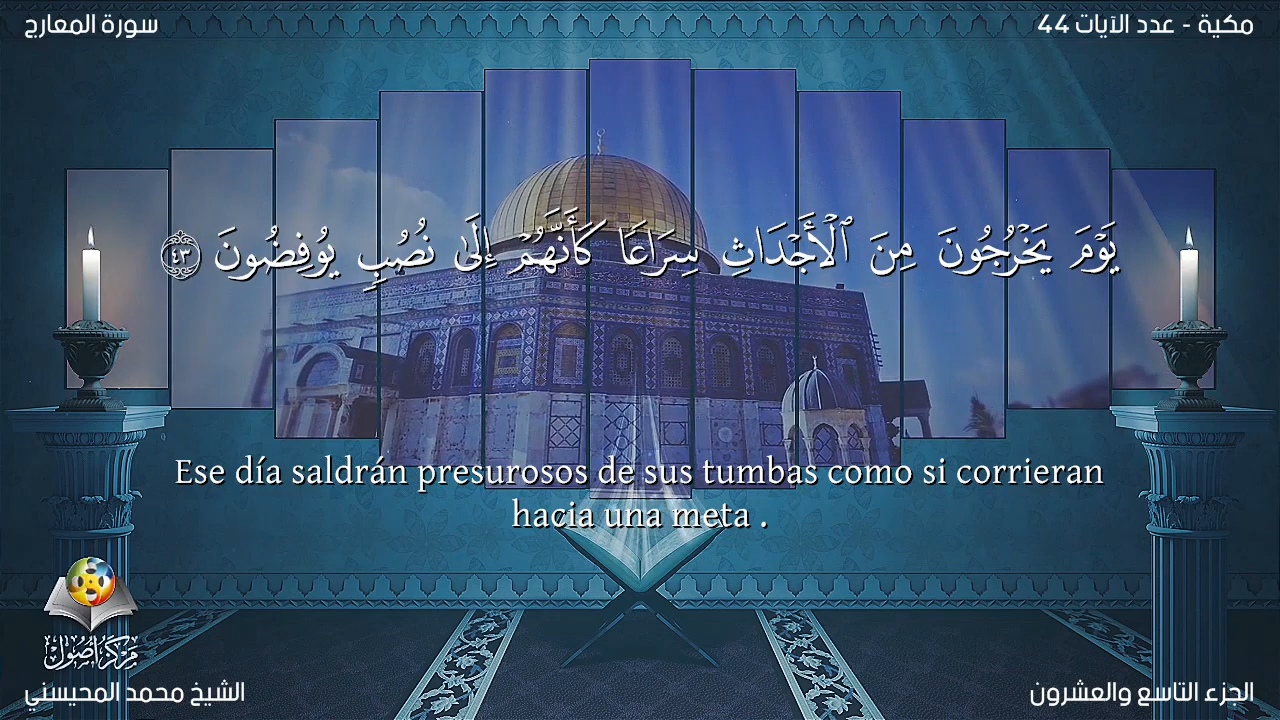 سورة المعارج
مكية - عدد الآيات 44
يَوْمَ يَخْرُجُونَ مِنَ ٱلْأَجْدَاثِ سِرَاعًا كَأَنَّهُمْ إِلَىٰ نُصُبٍ يُوفِضُونَ ٤٣
Ese día saldrán presurosos de sus tumbas como si corrieran
hacia una meta .
مركز أصول
الشيخ محمد المحيسني
الجزء التاسع والعشرون